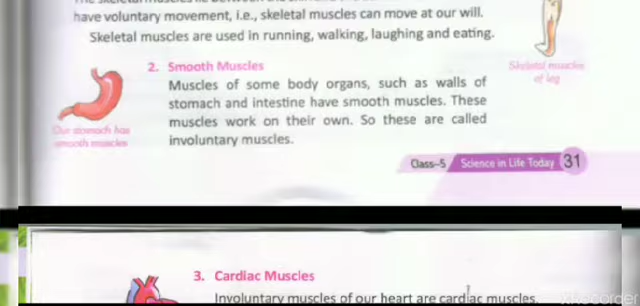 have voluntary movement, i.e., skeletal muscles can move at our will.
Skeletal muscles are used in running, walking, laughing and eating.
Skeletal muscles
of leg
2. Smooth Muscles
Muscles of some body organs, such as walls of
stomach and intestine have smooth muscles. These
muscles work on their own. So these are called
involuntary muscles.
Our stomach has
smooth muscles
Class–5 Science in Life Today 31
3. Cardiac Muscles
Involuntary muscles of our heart are cardiac muscles.